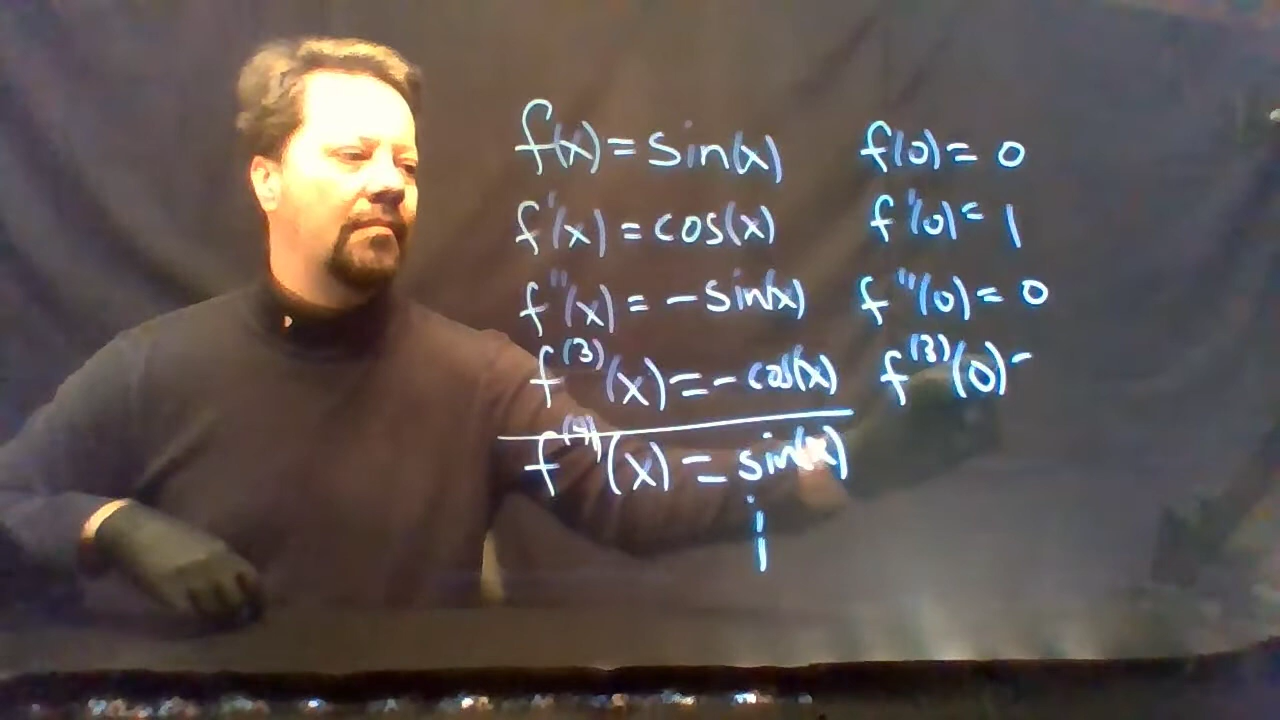 f(x) = sin(x) f(0) = 0
f'(x) = cos(x) f'(0) = 1
f''(x) = -sin(x) f''(0) = 0
f^(3)(x) = -cos(x) f^(3)(0) -
f^(4)(x) = sin(x)